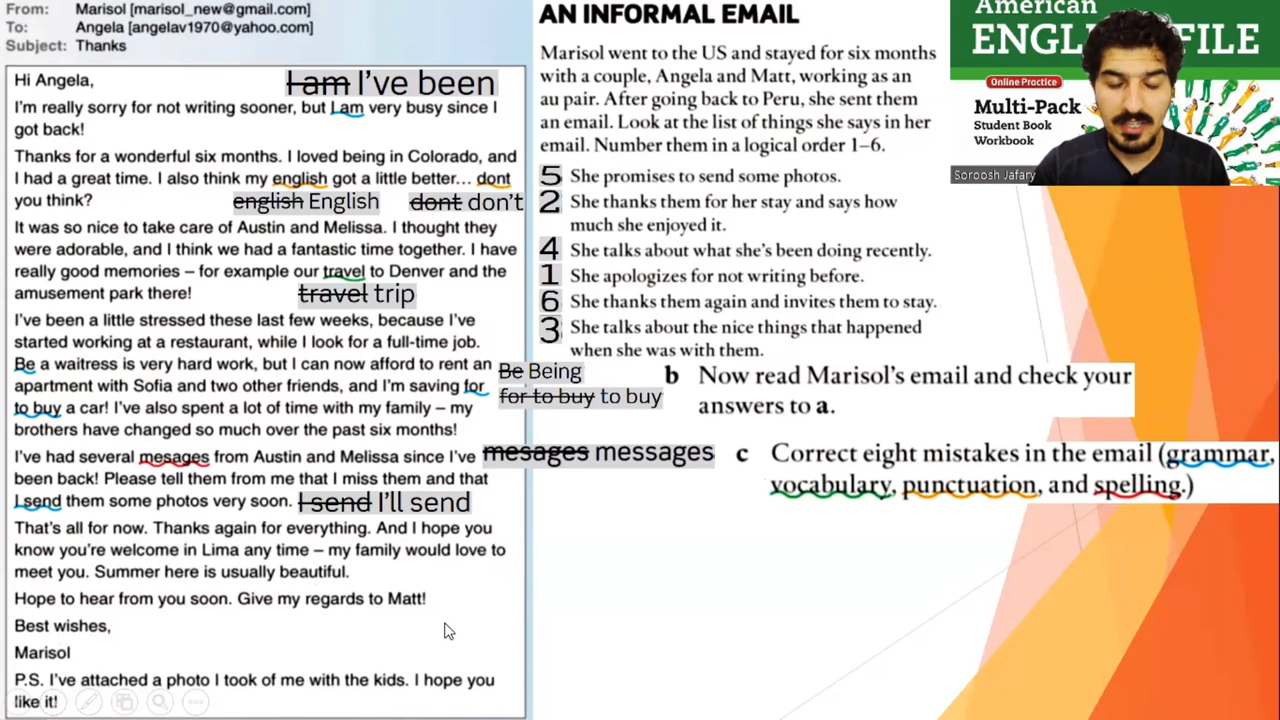 From: Marisol [marisol_new@gmail.com]
To: Angela [angelav1970@yahoo.com]
Subject: Thanks
Hi Angela,
I am I've been
I'm really sorry for not writing sooner, but I am very busy since I
got back!
Thanks for a wonderful six months. I loved being in Colorado, and
I had a great time. I also think my english got a little better... dont
you think?
english English
dont don't
It was so nice to take care of Austin and Melissa. I thought they
were adorable, and I think we had a fantastic time together. I have
really good memories – for example our travel to Denver and the
amusement park there!
travel trip
I've been a little stressed these last few weeks, because I've
started working at a restaurant, while I look for a full-time job.
Be a waitress is very hard work, but I can now afford to rent an
apartment with Sofia and two other friends, and I'm saving for
to buy a car! I've also spent a lot of time with my family – my
brothers have changed so much over the past six months!
Be Being
for to buy to buy
I've had several mesages from Austin and Melissa since I've
been back! Please tell them from me that I miss them and that
I send them some photos very soon.
mesages messages
I send I'll send
That's all for now. Thanks again for everything. And I hope you
know you're welcome in Lima any time – my family would love to
meet you. Summer here is usually beautiful.
Hope to hear from you soon. Give my regards to Matt!
Best wishes,
Marisol
P.S. I've attached a photo I took of me with the kids. I hope you
like it!
AN INFORMAL EMAIL
Marisol went to the US and stayed for six months
with a couple, Angela and Matt, working as an
au pair. After going back to Peru, she sent them
an email. Look at the list of things she says in her
email. Number them in a logical order 1–6.
5 She promises to send some photos.
2 She thanks them for her stay and says how
much she enjoyed it.
4 She talks about what she's been doing recently.
1 She apologizes for not writing before.
6 She thanks them again and invites them to stay.
3 She talks about the nice things that happened
when she was with them.
b Now read Marisol's email and check your
answers to a.
c Correct eight mistakes in the email (grammar,
vocabulary, punctuation, and spelling.)
American
ENGL FILE
Online Practice
Multi-Pack
Student Book
Workbook
Soroosh Jafary